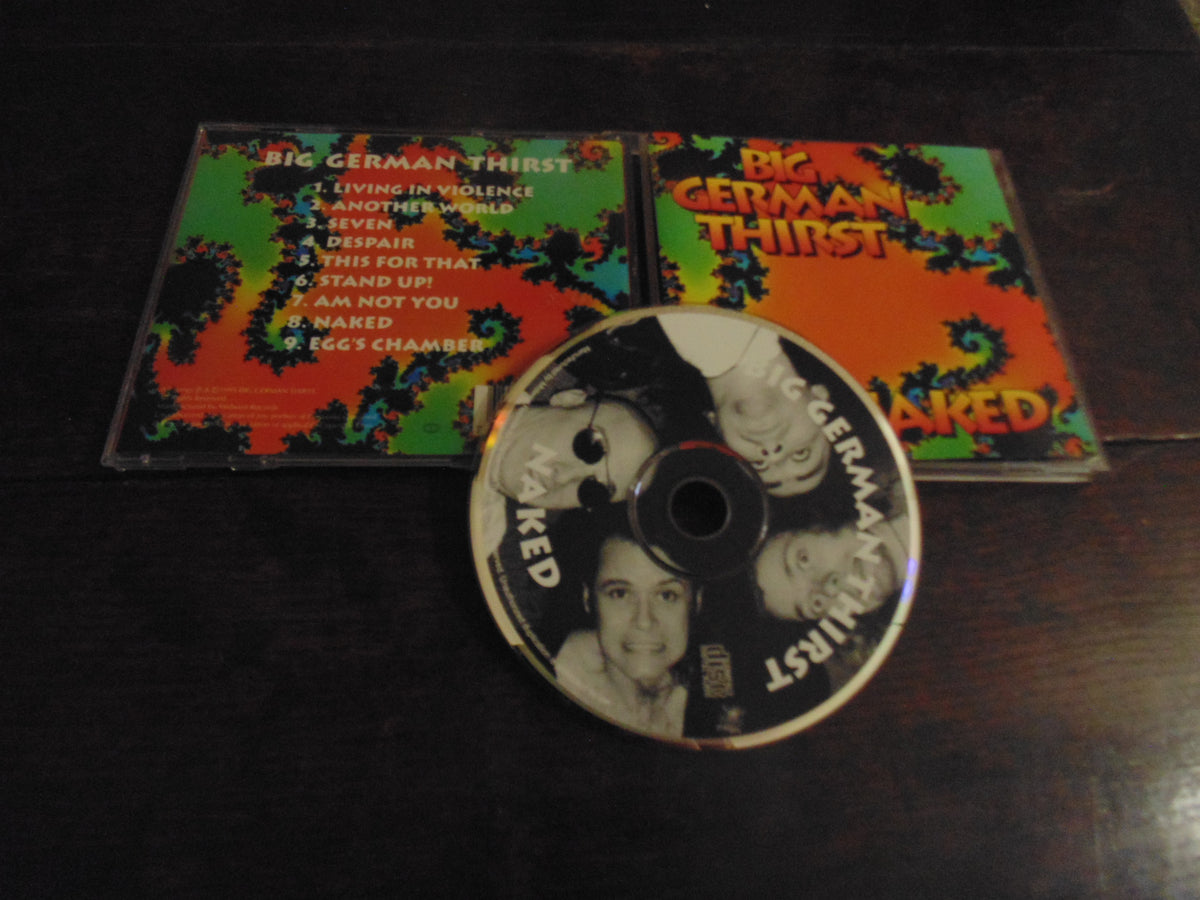 BIG GERMAN THIRST
1. LIVING IN VIOLENCE
2. ANOTHER WORLD
3. SEVEN
4. DESPAIR
5. THIS FOR THAT
6. STAND UP!
7. AM NOT YOU
8. NAKED
9. EGG'S CHAMBER
BIG
GERMAN
THIRST
NAKED
BIG GERMAN THIRST
NAKED